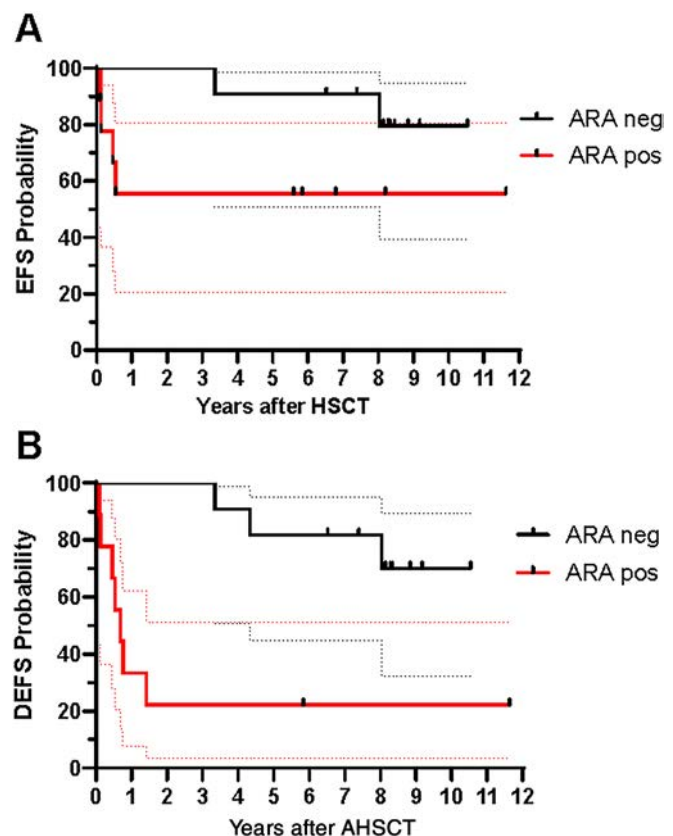 A
EFS Probability
100
80
60
40
20
0
0 1 2 3 4 5 6 7 8 9 10 11 12
Years after HSCT
ARA neg
ARA pos
B
DEFS Probability
100
80
60
40
20
0
0 1 2 3 4 5 6 7 8 9 10 11 12
Years after AHSCT
ARA neg
ARA pos